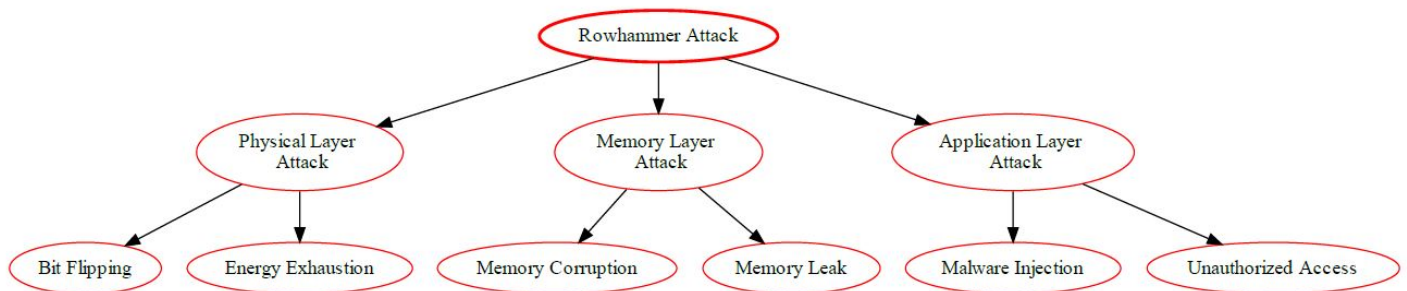 Rowhammer Attack
Physical Layer
Attack
Memory Layer
Attack
Application Layer
Attack
Bit Flipping
Energy Exhaustion
Memory Corruption
Memory Leak
Malware Injection
Unauthorized Access